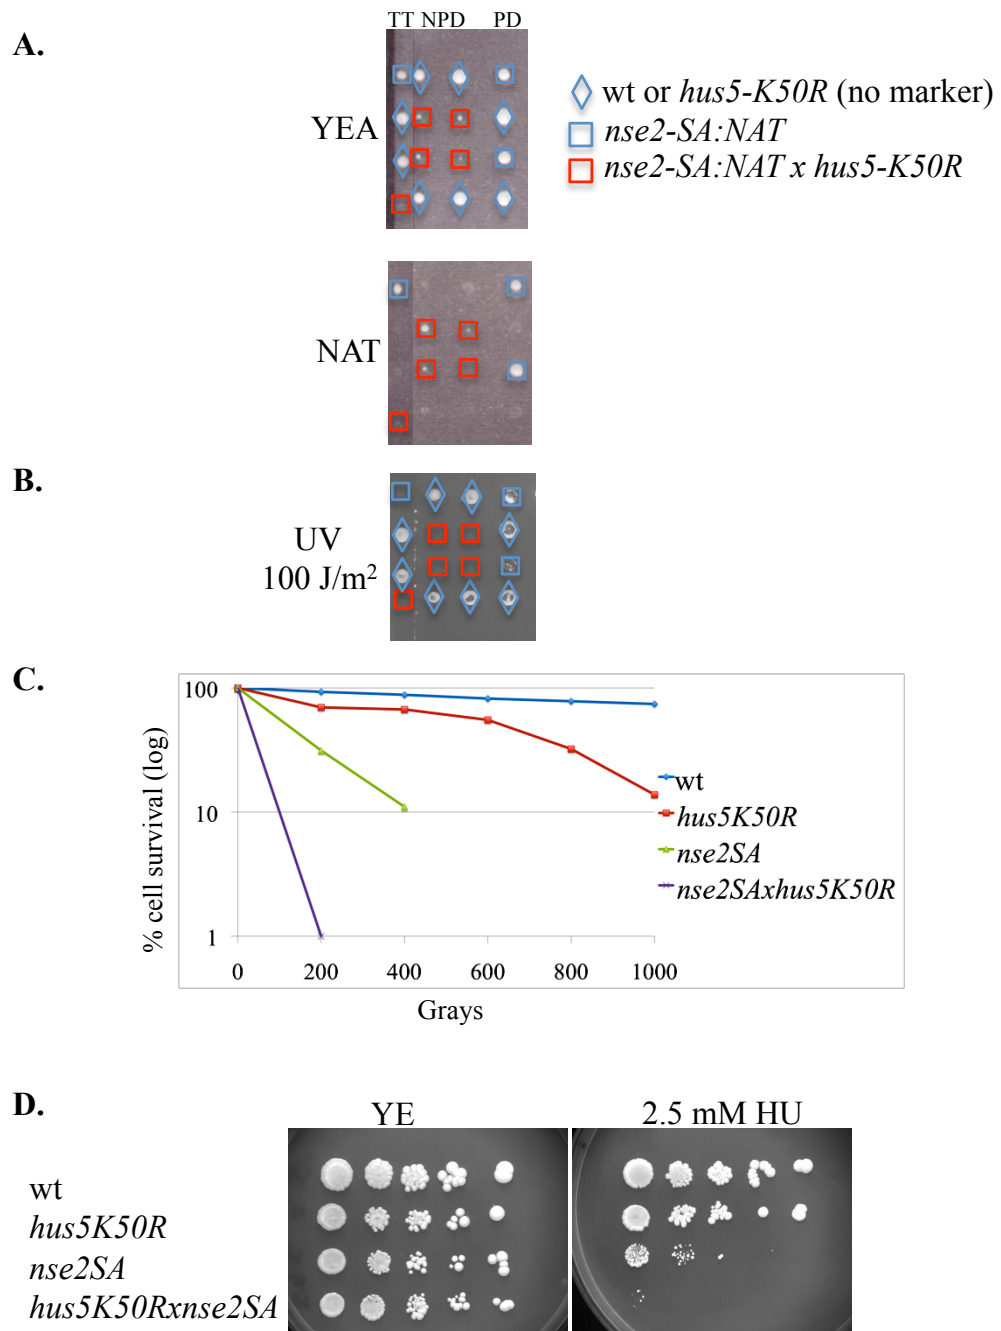 A.
TT NPD PD
YEA
wt or hus5-K50R (no marker)
nse2-SA:NAT
nse2-SA:NAT x hus5-K50R
NAT
B.
UV
100 J/m²
C.
% cell survival (log)
100
10
1
0 200 400 600 800 1000
Grays
wt
hus5K50R
nse2SA
nse2SAxhus5K50R
D.
YE 2.5 mM HU
wt
hus5K50R
nse2SA
hus5K50Rxnse2SA